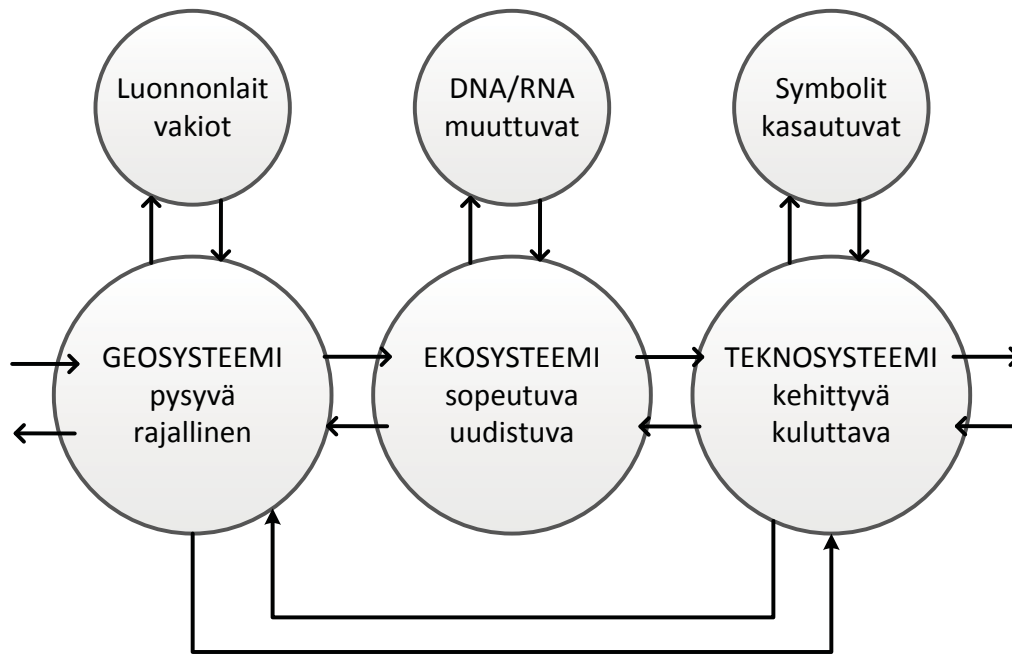 Luonnonlait
vakiot
DNA/RNA
muuttuvat
Symbolit
kasautuvat
GEOSYSTEEMI
pysyvä
rajallinen
EKOSYSTEEMI
sopeutuva
uudistuva
TEKNOSYSTEEMI
kehittyvä
kuluttava